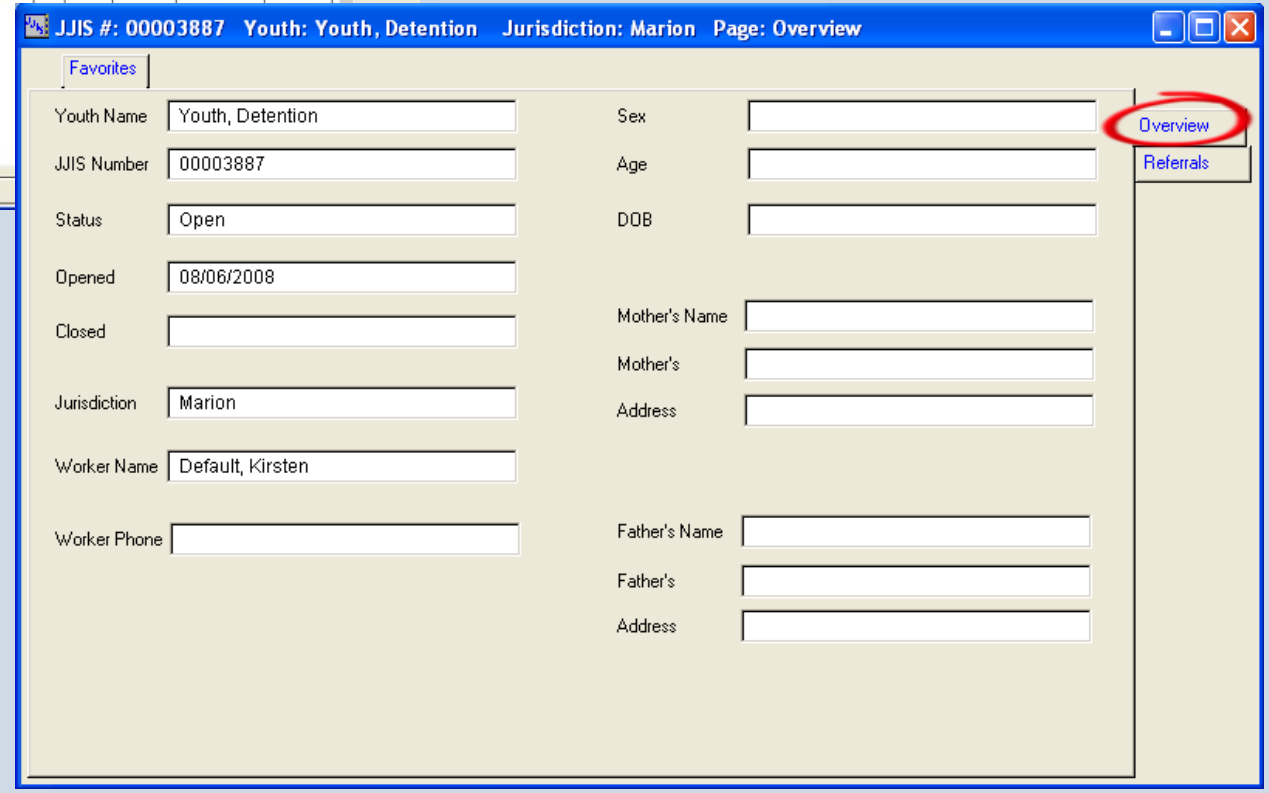 JJIS #: 00003887 Youth: Youth, Detention Jurisdiction: Marion Page: Overview
Favorites
Youth Name Youth, Detention
JJIS Number 00003887
Status Open
Opened 08/06/2008
Closed
Jurisdiction Marion
Worker Name Default, Kirsten
Worker Phone
Sex
Age
DOB
Mother's Name
Mother's
Address
Father's Name
Father's
Address
Overview
Referrals